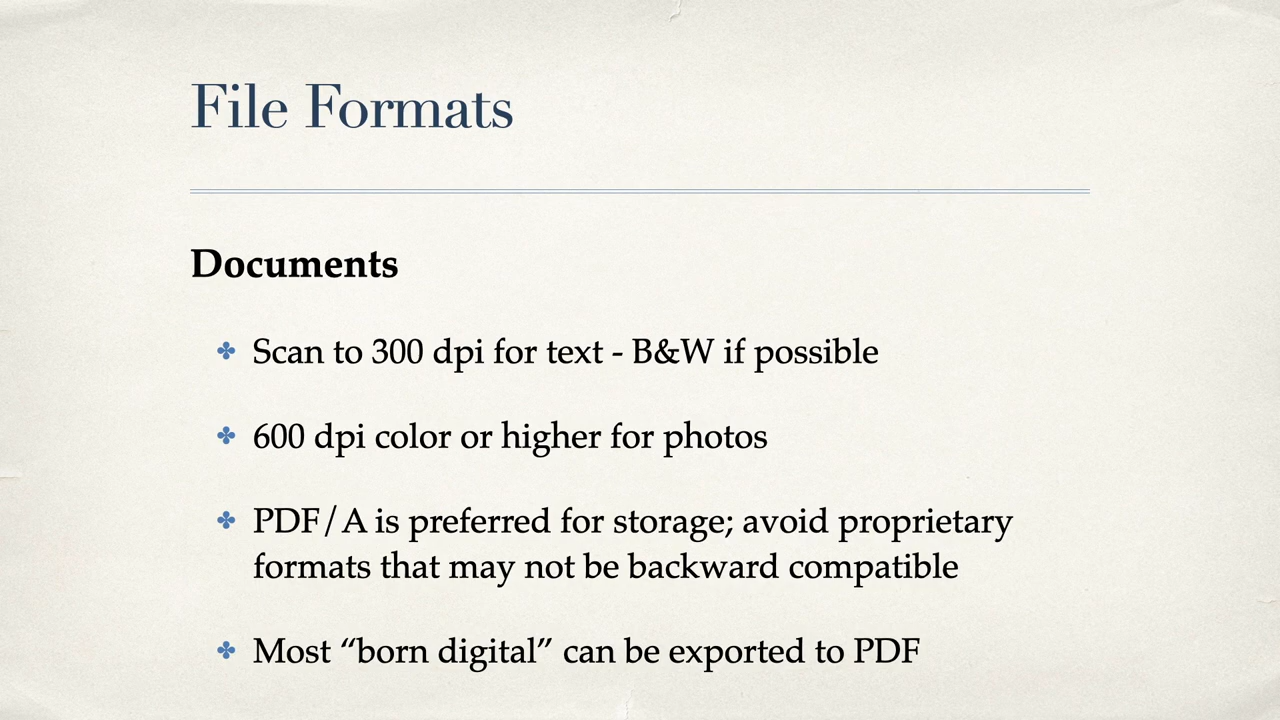 File Formats
Documents
Scan to 300 dpi for text - B&W if possible
600 dpi color or higher for photos
PDF/A is preferred for storage; avoid proprietary
formats that may not be backward compatible
Most “born digital” can be exported to PDF